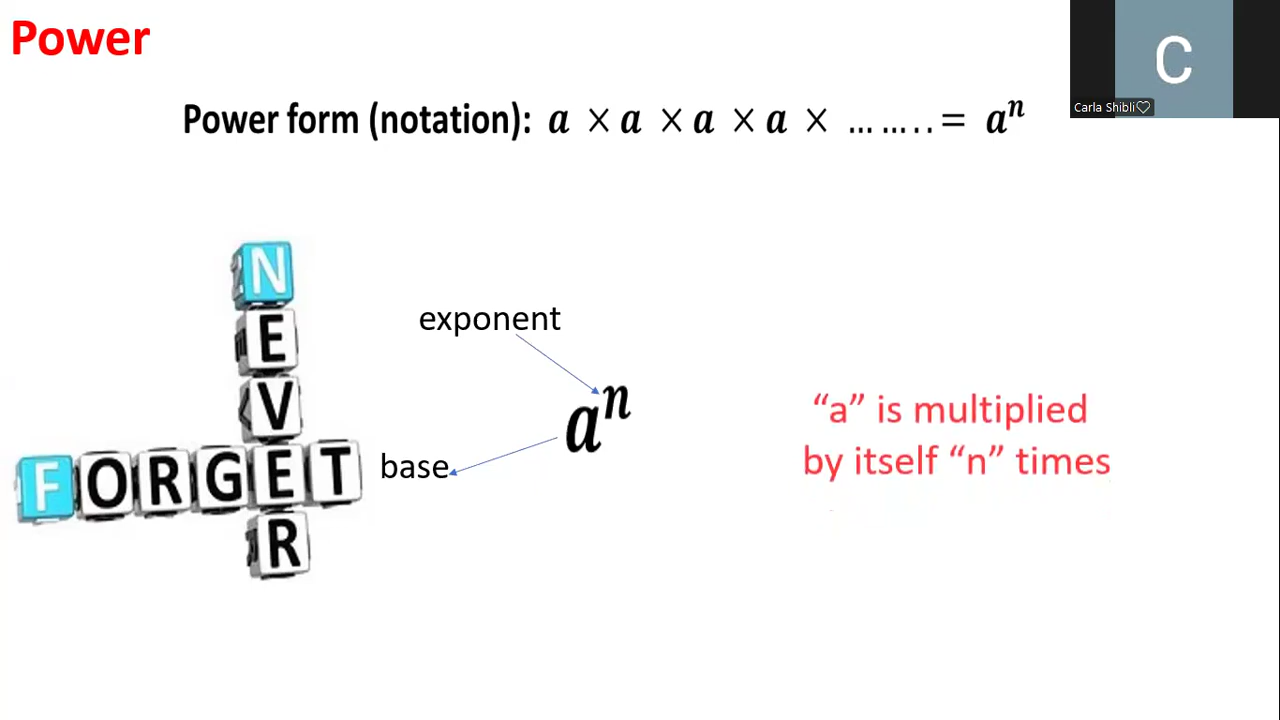 Power
Power form (notation): a × a × a × a × ... ... . . = aⁿ
C
Carla Shibli♡
NEVER
FORGET
exponent
aⁿ
base
“a” is multiplied
by itself “n” times